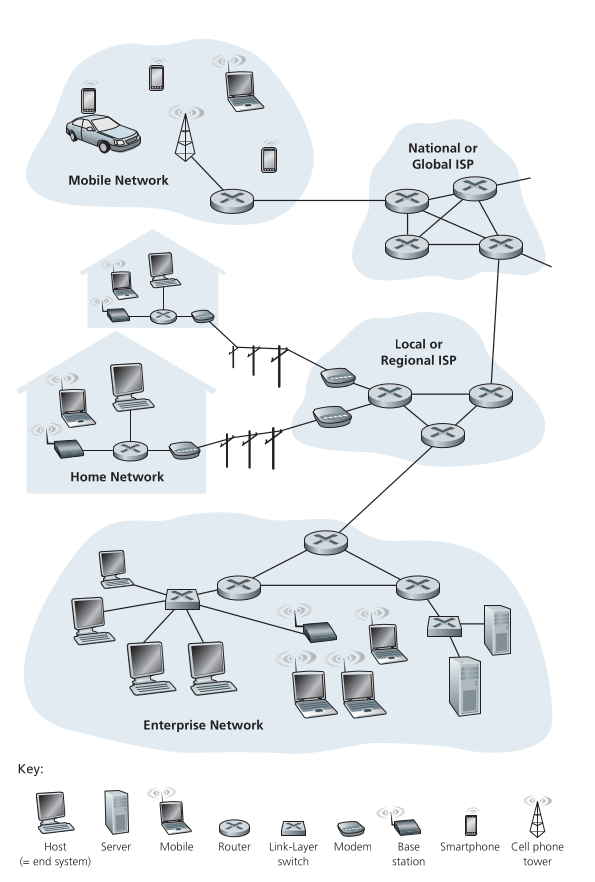 National or
Global ISP
Mobile Network
Local or
Regional ISP
Home Network
Enterprise Network
Key:
Host
(= end system)
Server
Mobile
Router
Link-Layer
switch
Modem
Base
station
Smartphone
Cell phone
tower